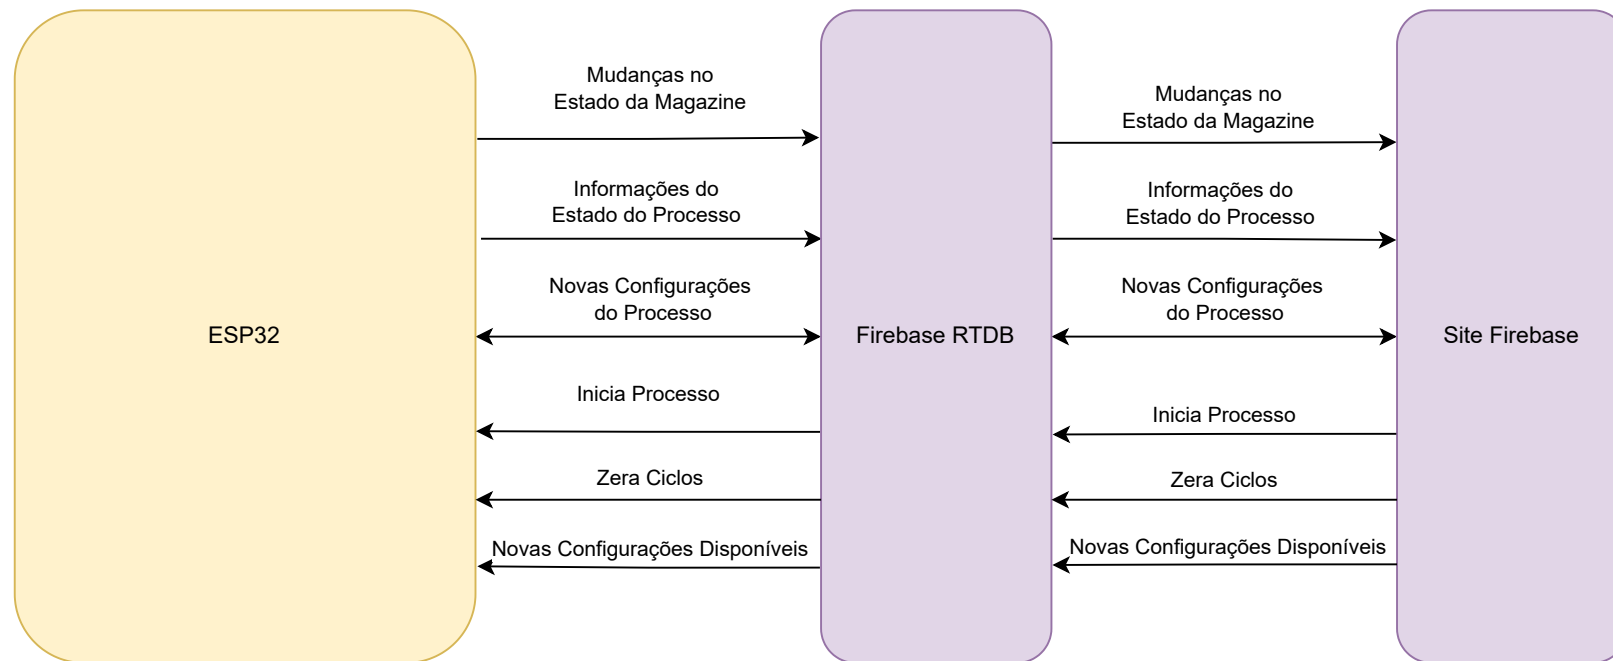 Mudanças no
Estado da Magazine
Mudanças no
Estado da Magazine
Informações do
Estado do Processo
Informações do
Estado do Processo
Novas Configurações
do Processo
Novas Configurações
do Processo
ESP32
Firebase RTDB
Site Firebase
Inicia Processo
Inicia Processo
Zera Ciclos
Zera Ciclos
Novas Configurações Disponíveis
Novas Configurações Disponíveis